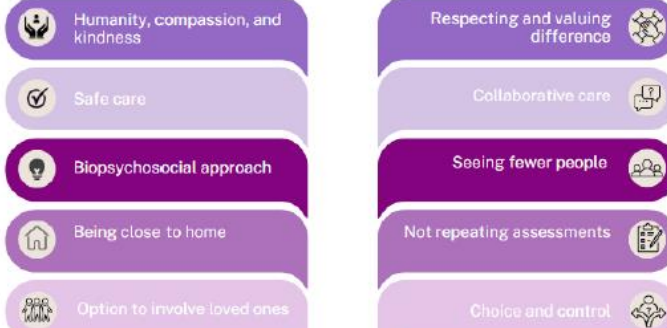 Humanity, compassion, and
kindness
Safe care
Biopsychosocial approach
Being close to home
Option to involve loved ones
Respecting and valuing
difference
Collaborative care
Seeing fewer people
Not repeating assessments
Choice and control